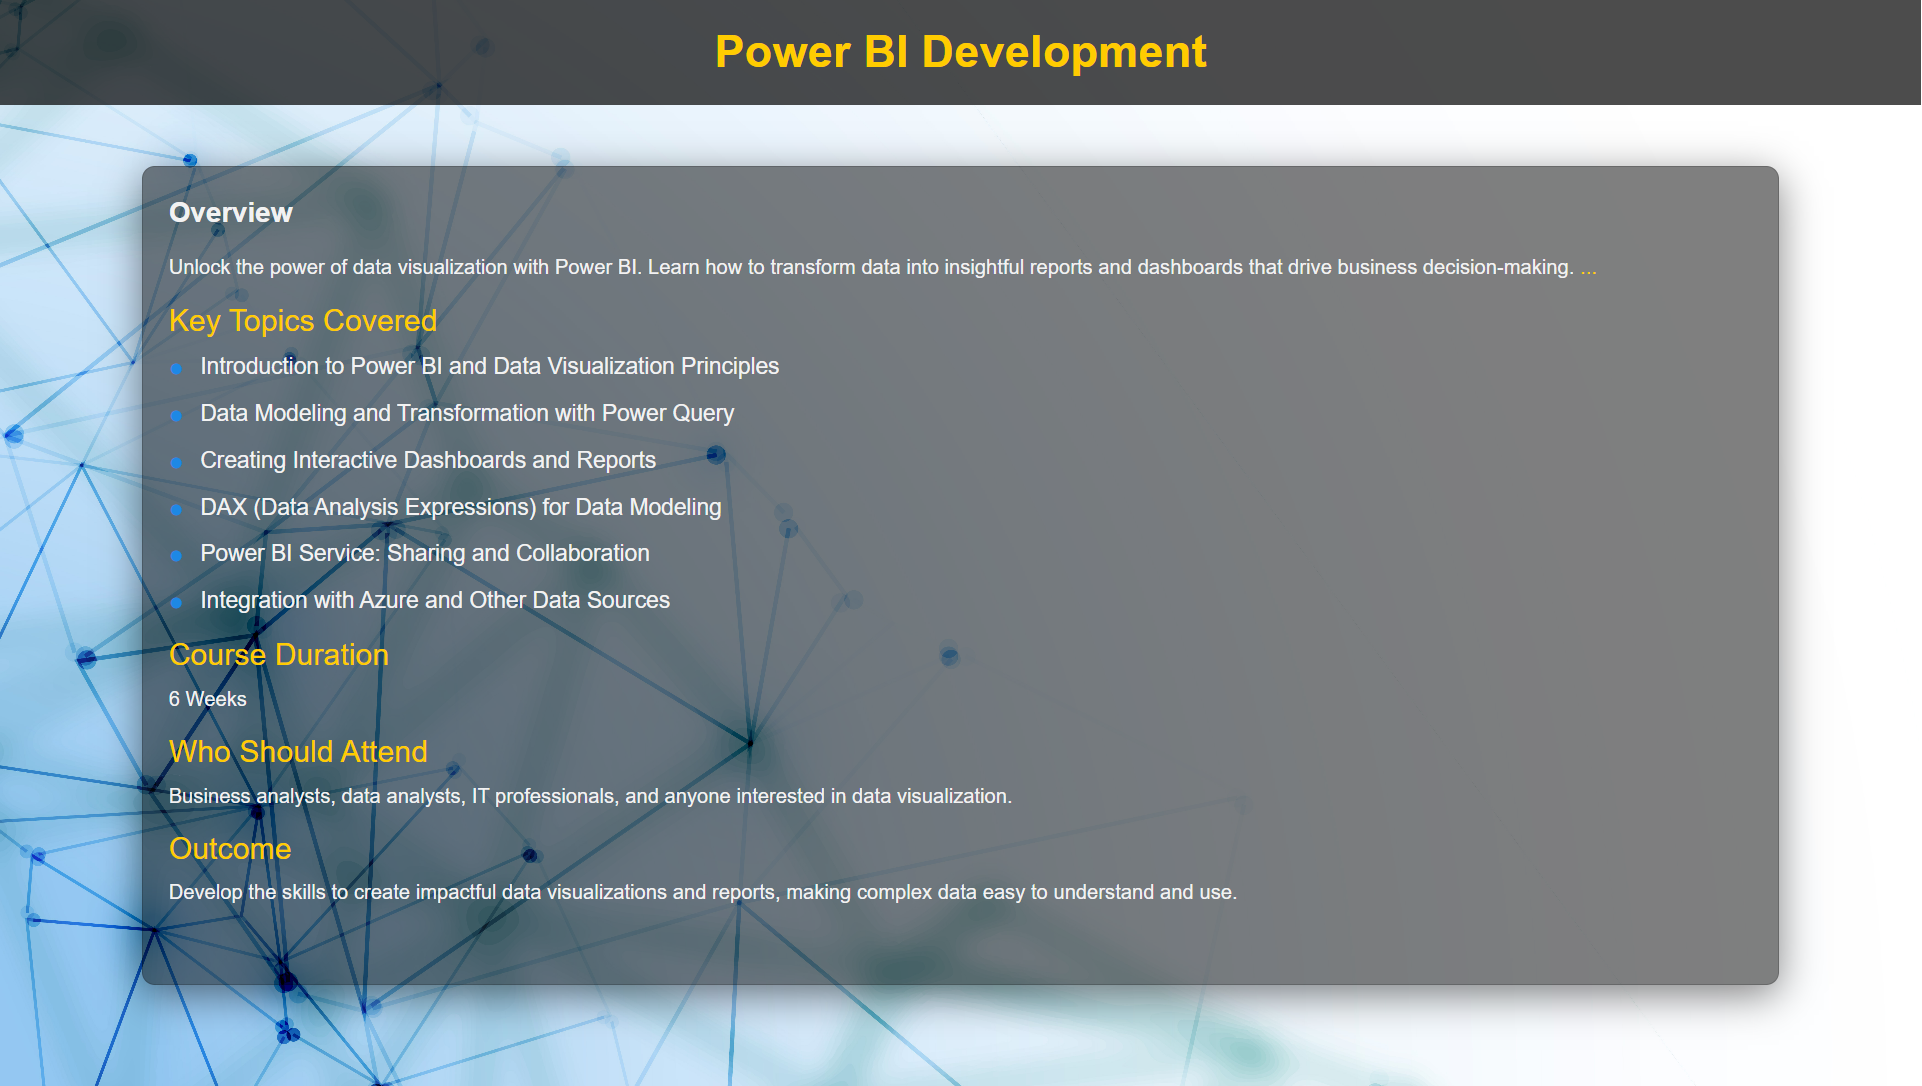 Power BI Development
Overview
Unlock the power of data visualization with Power BI. Learn how to transform data into insightful reports and dashboards that drive business decision-making. ...
Key Topics Covered
Introduction to Power BI and Data Visualization Principles
Data Modeling and Transformation with Power Query
Creating Interactive Dashboards and Reports
DAX (Data Analysis Expressions) for Data Modeling
Power BI Service: Sharing and Collaboration
Integration with Azure and Other Data Sources
Course Duration
6 Weeks
Who Should Attend
Business analysts, data analysts, IT professionals, and anyone interested in data visualization.
Outcome
Develop the skills to create impactful data visualizations and reports, making complex data easy to understand and use.